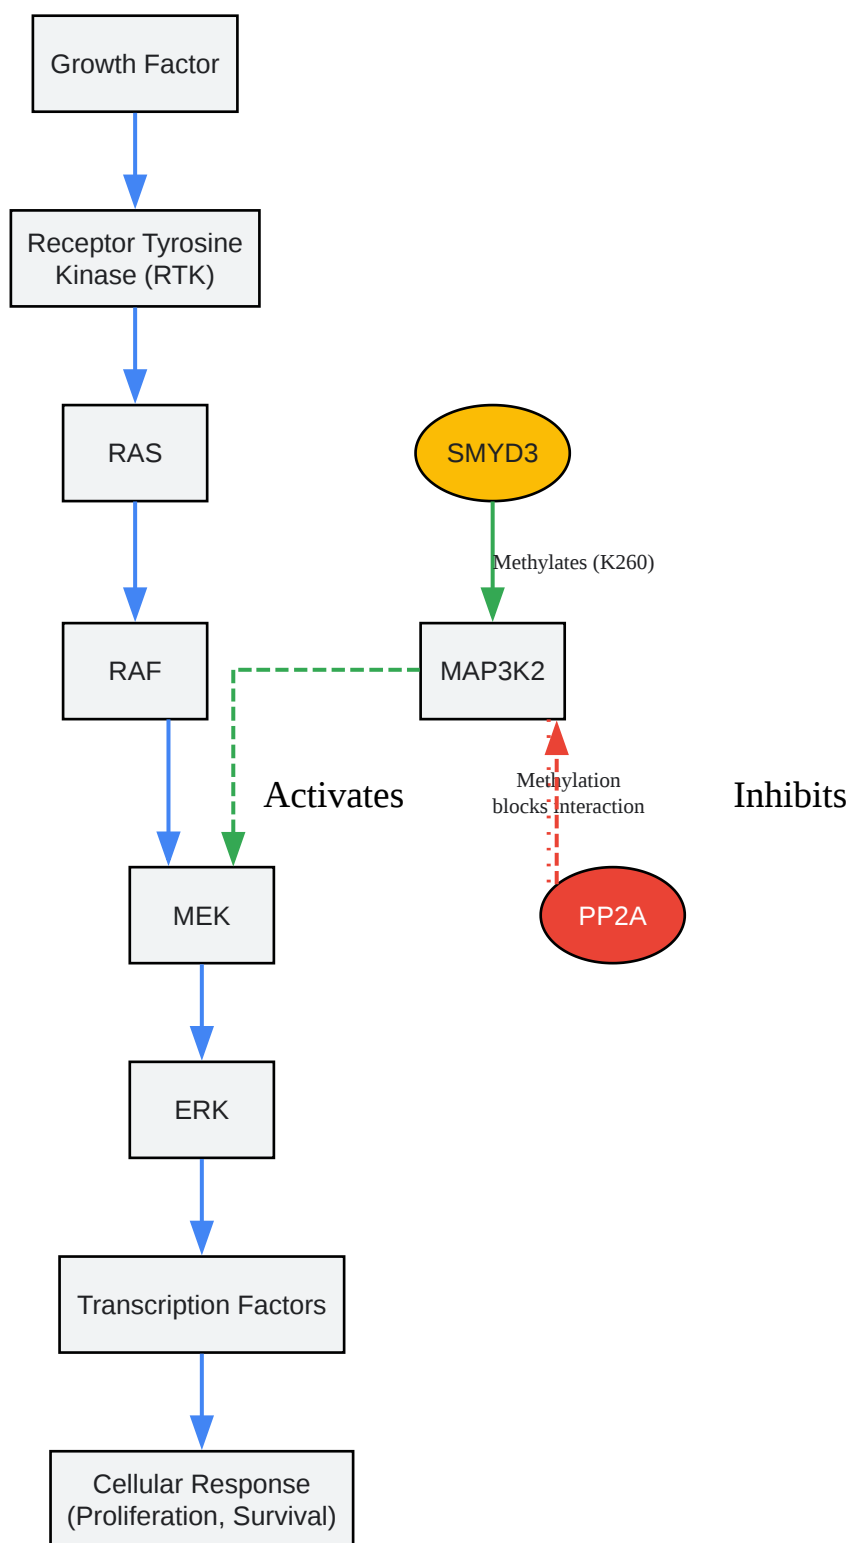 Growth Factor
Receptor Tyrosine
Kinase (RTK)
RAS
SMYD3
Methylates (K260)
RAF
MAP3K2
Activates
Methylation
blocks interaction
Inhibits
MEK
PP2A
ERK
Transcription Factors
Cellular Response
(Proliferation, Survival)